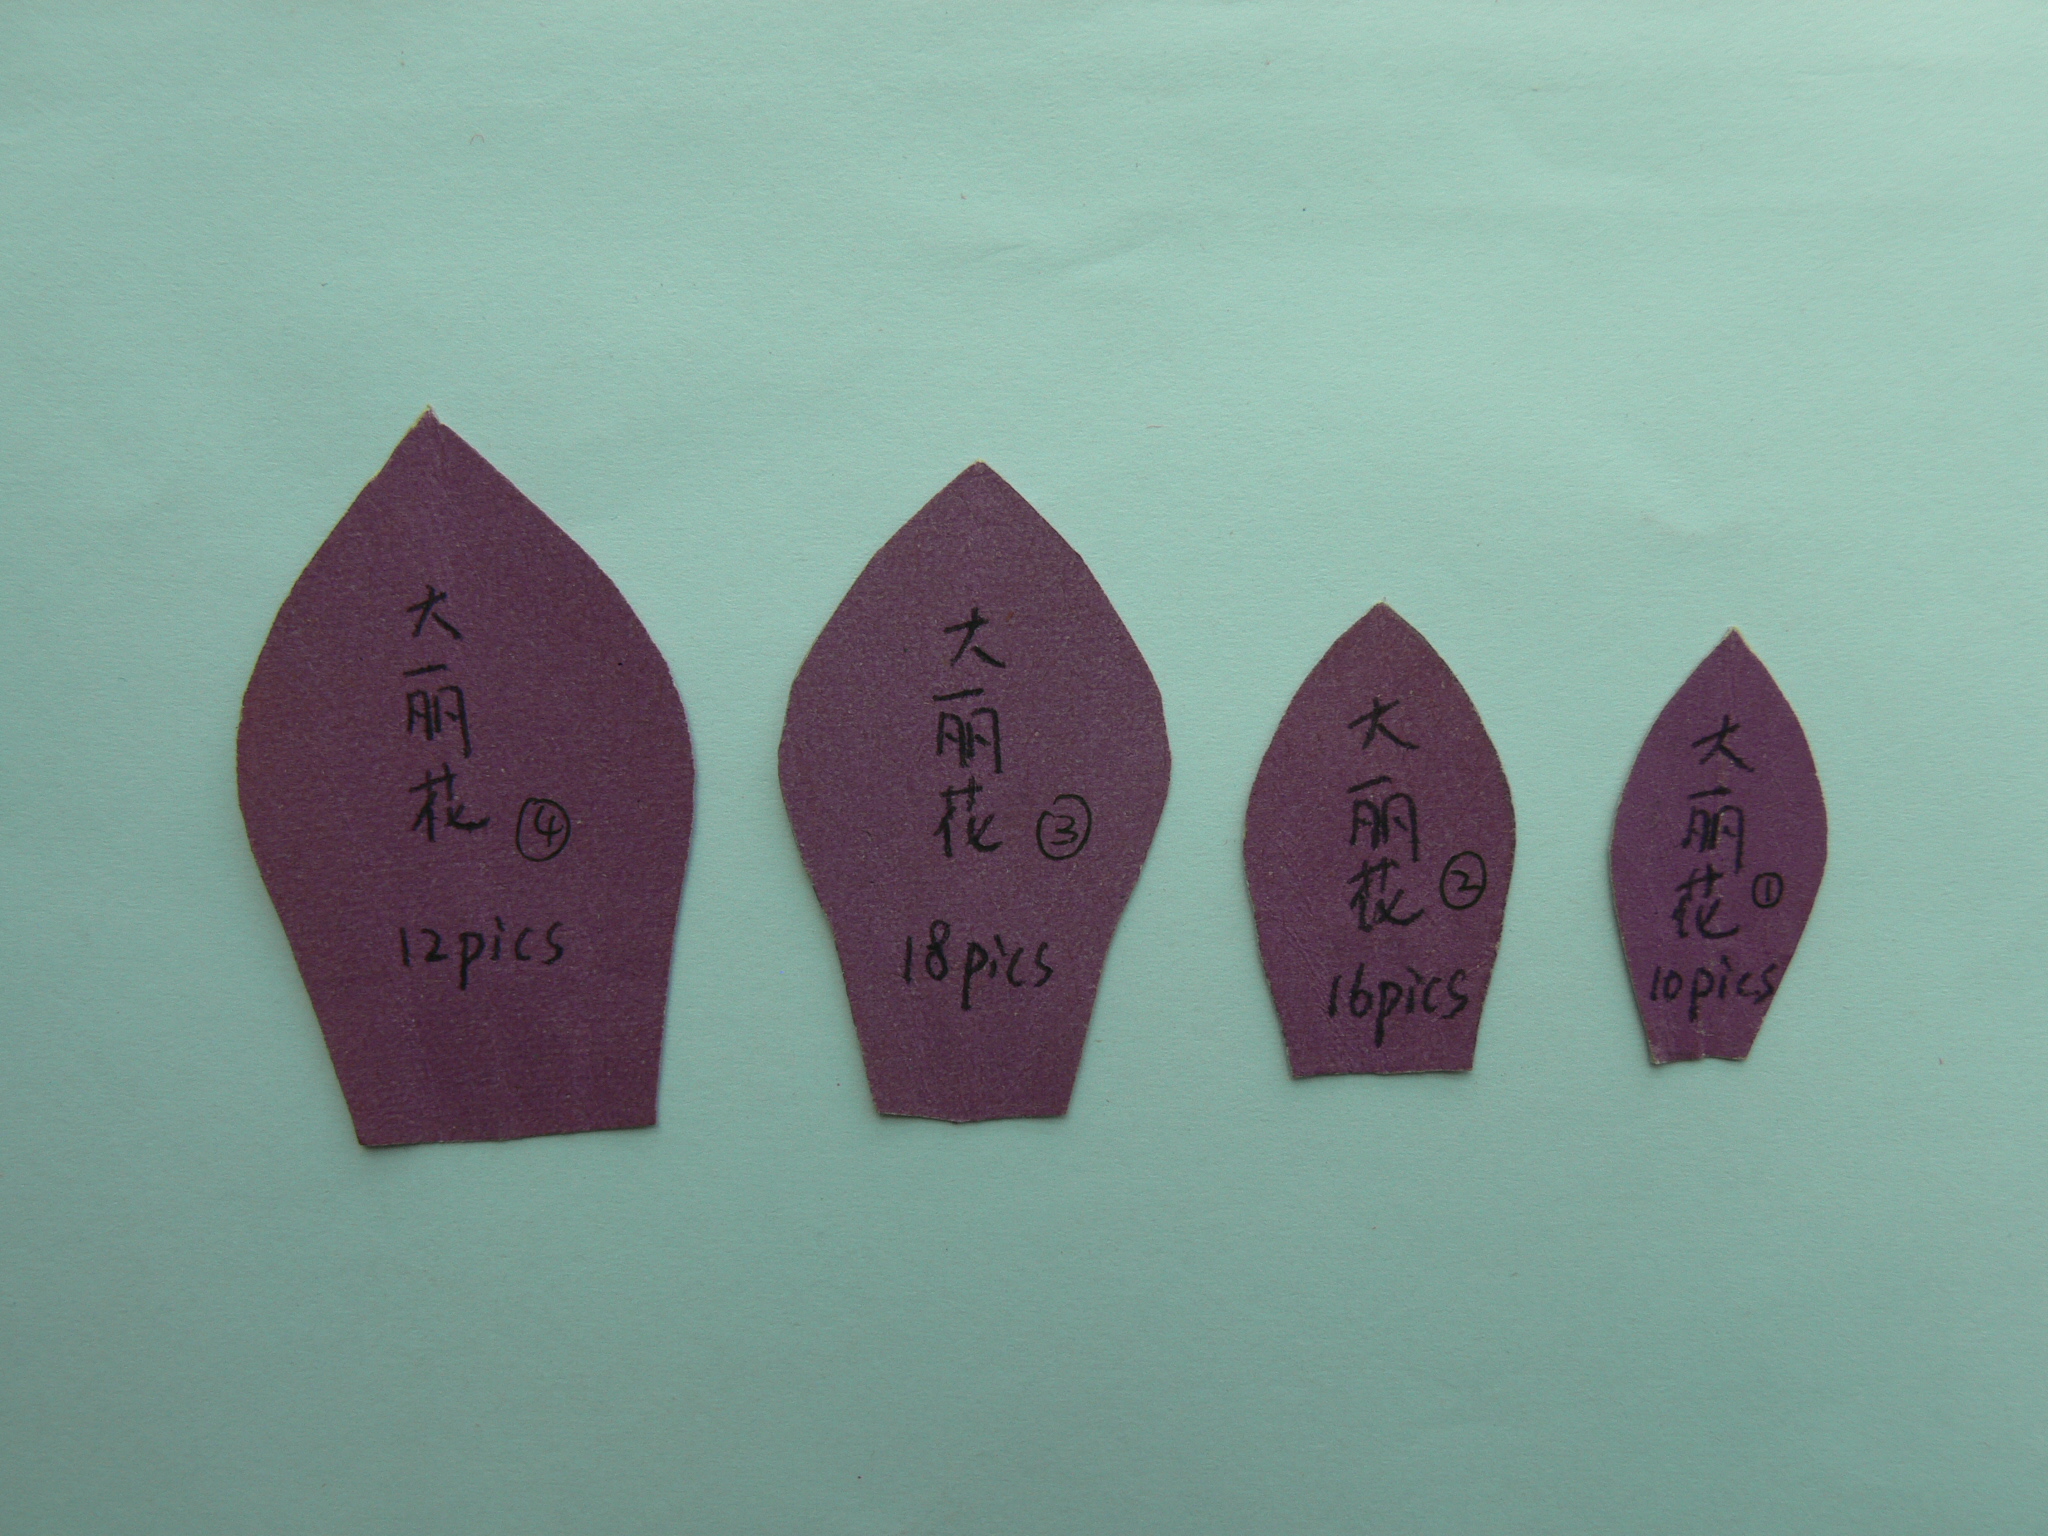 大
丽
花 ④
12pics
大
丽
花 ③
18pics
大
丽
花 ②
16pics
大
丽
花 ①
10pics